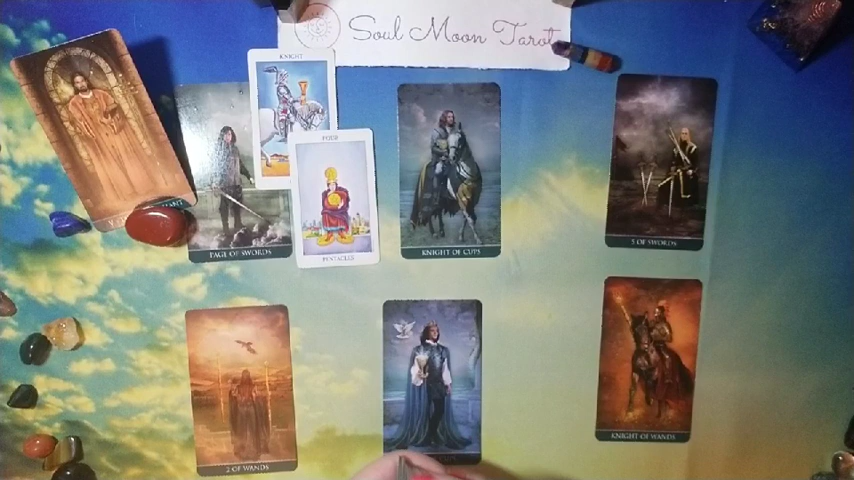 Soul Moon Tarot
KNIGHT
FOUR
PENTACLES
PAGE OF SWORDS
KNIGHT OF CUPS
5 OF SWORDS
2 OF WANDS
KNIGHT OF WANDS